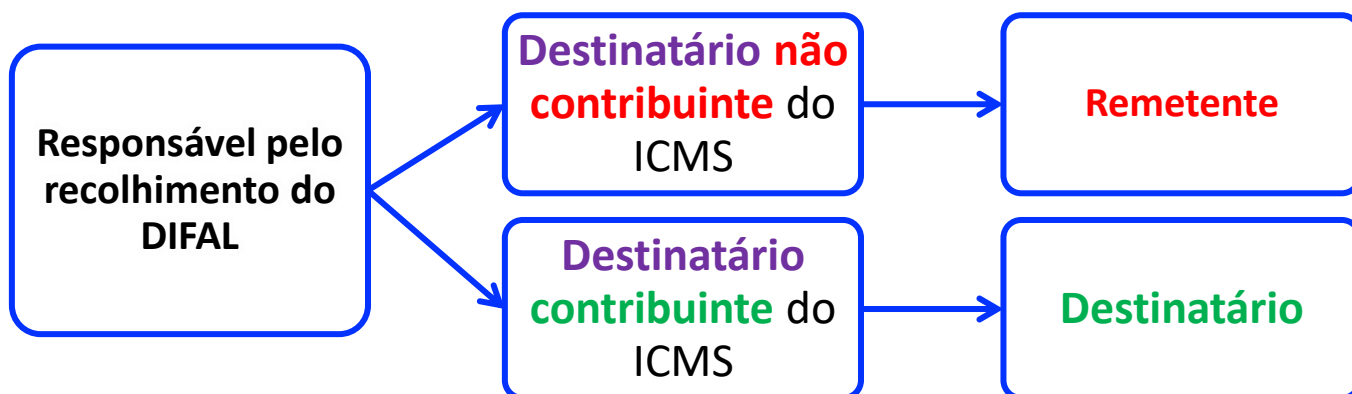 Responsável pelo
recolhimento do
DIFAL
Destinatário não
contribuinte do
ICMS
Remetente
Destinatário
contribuinte do
ICMS
Destinatário